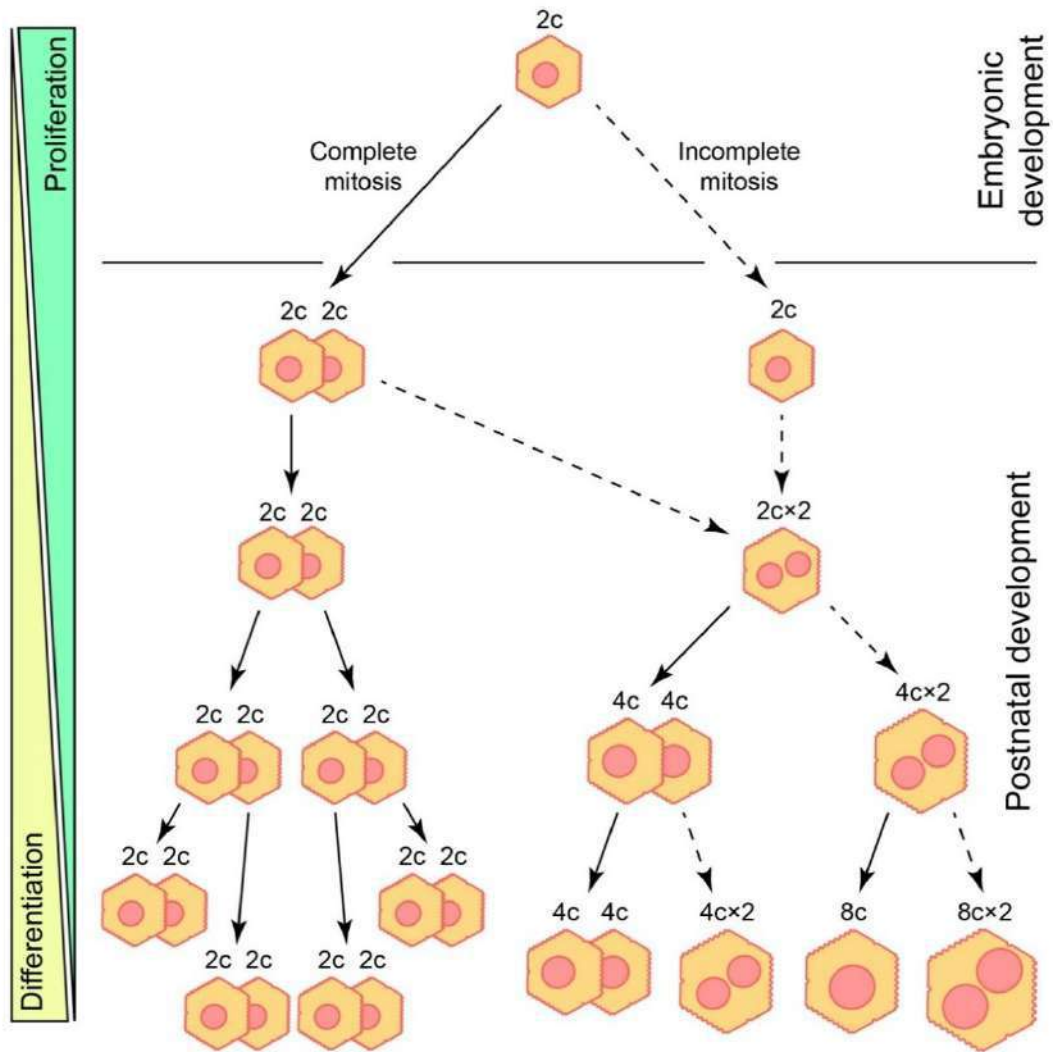 2c
Proliferation
Embryonic
development
Complete
mitosis
Incomplete
mitosis
2c 2c
2c
2c 2c
2c×2
Postnatal development
4c 4c
4c×2
2c 2c
2c 2c
2c 2c
2c 2c
Differentiation
4c 4c
4c×2
8c
8c×2
2c 2c
2c 2c